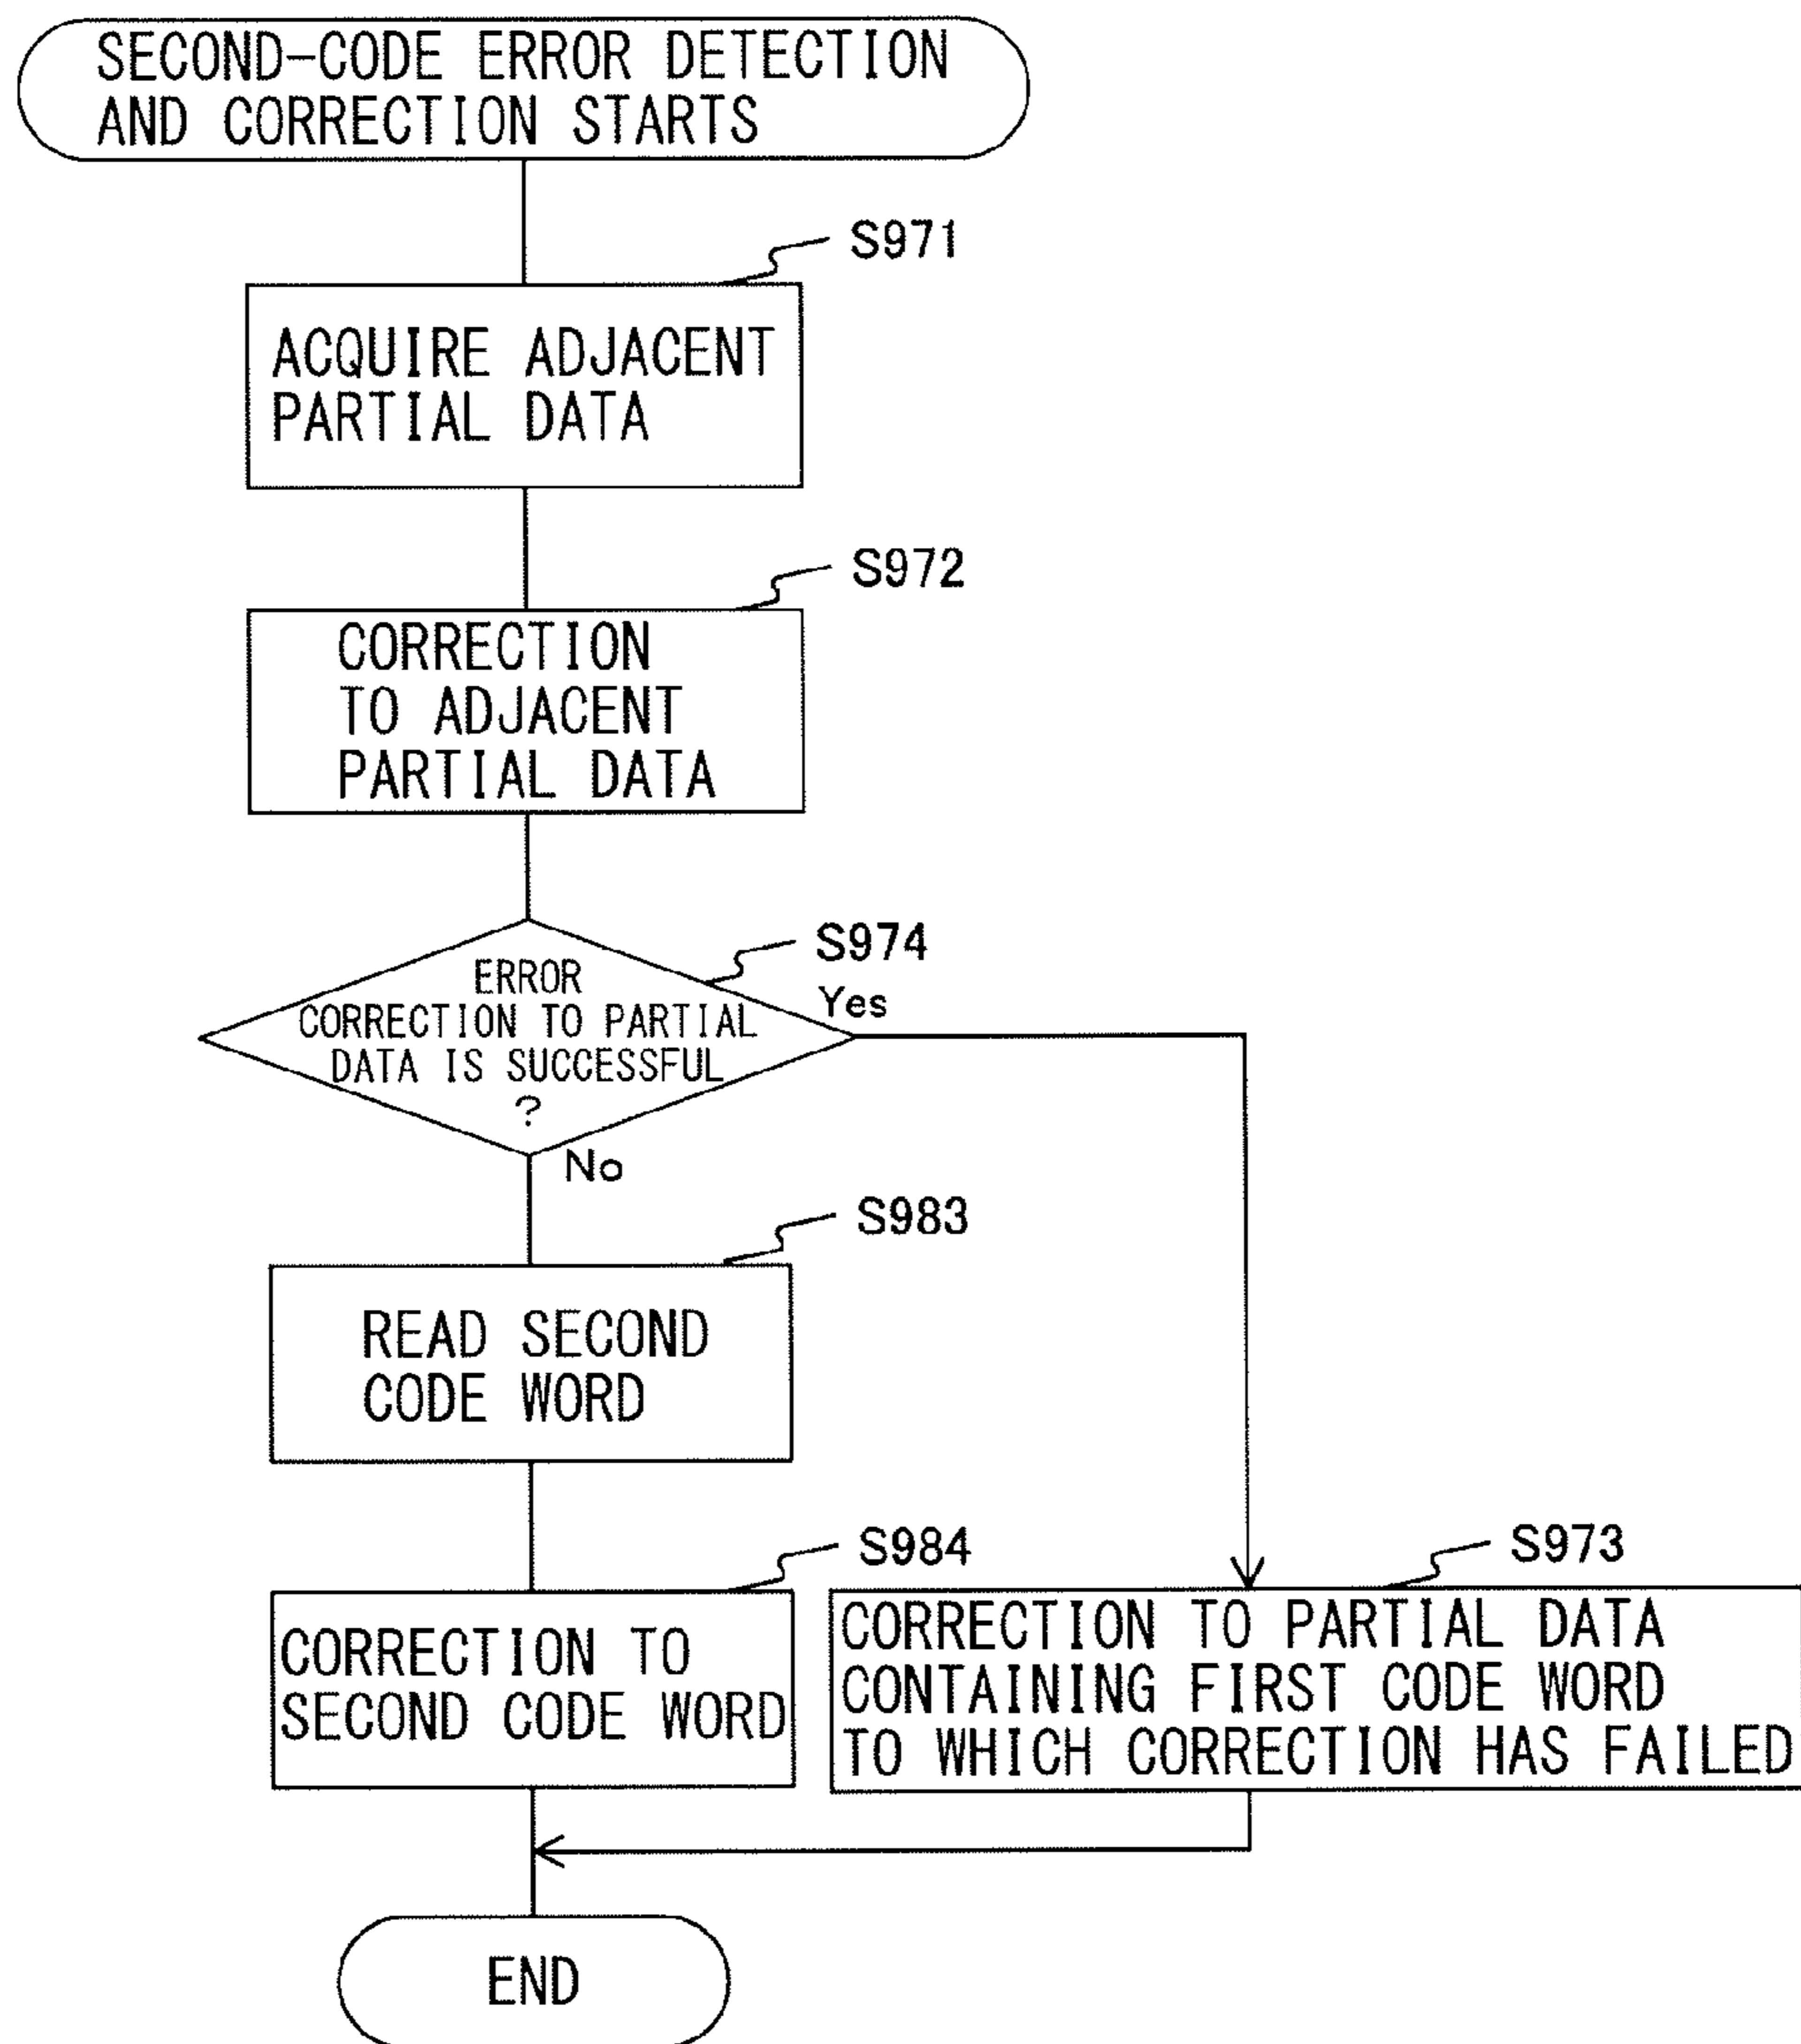 SECOND-CODE ERROR DETECTION
AND CORRECTION STARTS
S971
ACQUIRE ADJACENT
PARTIAL DATA
S972
CORRECTION
TO ADJACENT
PARTIAL DATA
S974
ERROR
CORRECTION TO PARTIAL
DATA IS SUCCESSFUL
?
Yes
No
S983
READ SECOND
CODE WORD
S984
CORRECTION TO
SECOND CODE WORD
S973
CORRECTION TO PARTIAL DATA
CONTAINING FIRST CODE WORD
TO WHICH CORRECTION HAS FAILED
END